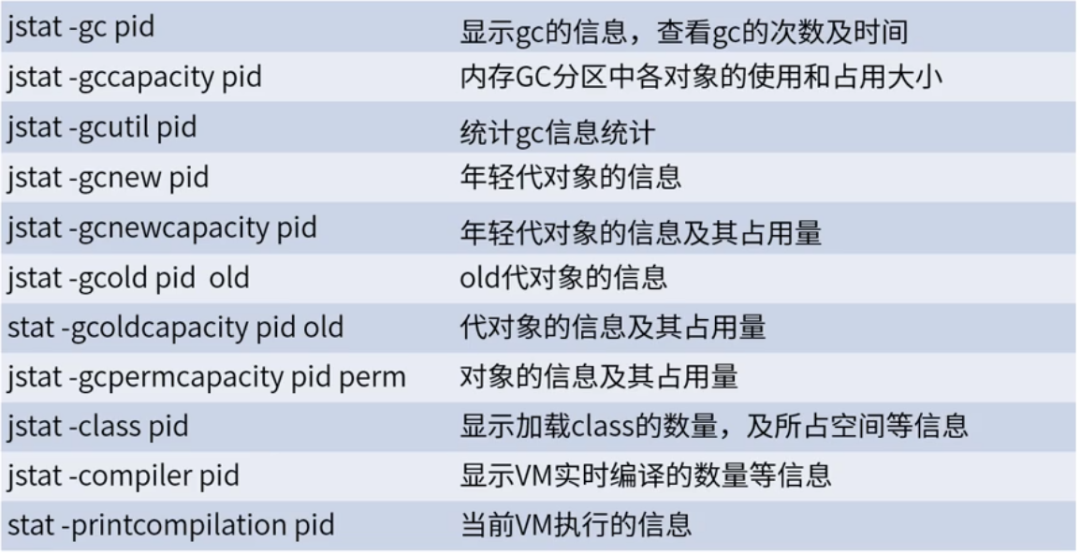 jstat -gc pid 显示gc的信息，查看gc的次数及时间
jstat -gccapacity pid 内存GC分区中各对象的使用和占用大小
jstat -gcutil pid 统计gc信息统计
jstat -gcnew pid 年轻代对象的信息
jstat -gcnewcapacity pid 年轻代对象的信息及其占用量
jstat -gcold pid old old代对象的信息
stat -gcoldcapacity pid old 代对象的信息及其占用量
jstat -gcpermcapacity pid perm 对象的信息及其占用量
jstat -class pid 显示加载class的数量，及所占空间等信息
jstat -compiler pid 显示VM实时编译的数量等信息
stat -printcompilation pid 当前VM执行的信息